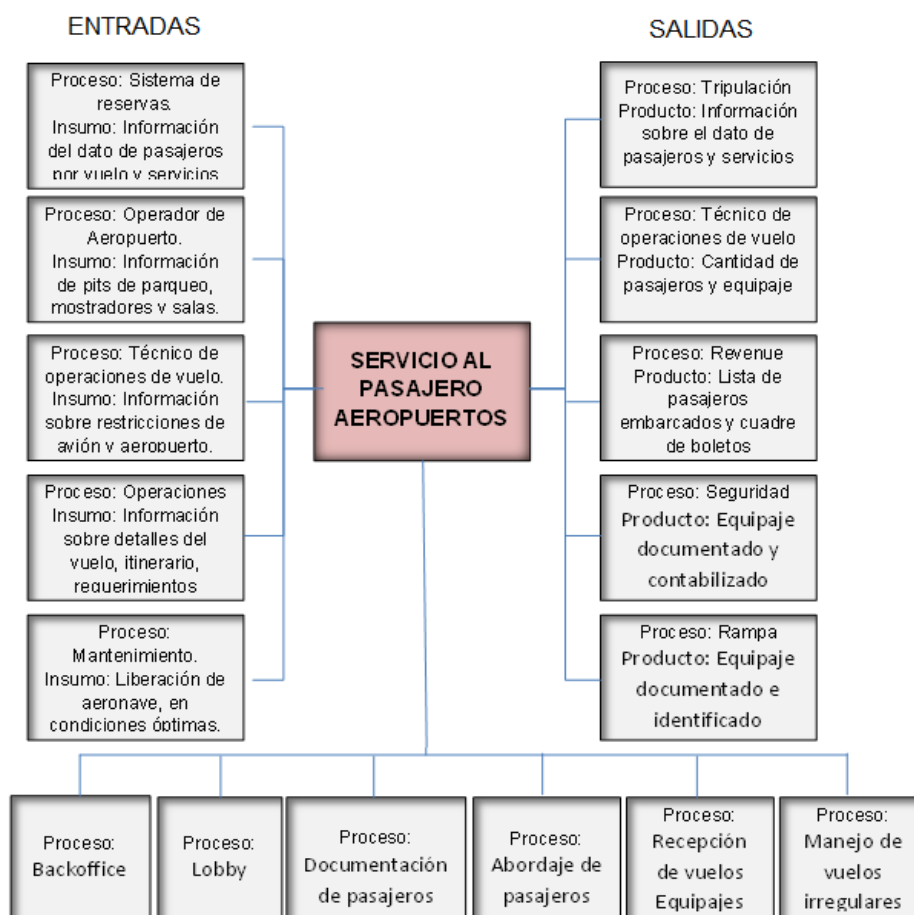 ENTRADAS
Proceso: Sistema de
reservas.
Insumo: Información
del dato de pasajeros
por vuelo y servicios
Proceso: Operador de
Aeropuerto.
Insumo: Información
de pits de parqueo,
mostradores y salas.
Proceso: Técnico de
operaciones de vuelo.
Insumo: Información
sobre restricciones de
avión y aeropuerto.
Proceso: Operaciones
Insumo: Información
sobre detalles del
vuelo, itinerario,
requerimientos
Proceso:
Mantenimiento.
Insumo: Liberación de
aeronave, en
condiciones óptimas.
SERVICIO AL
PASAJERO
AEROPUERTOS
SALIDAS
Proceso: Tripulación
Producto: Información
sobre el dato de
pasajeros y servicios
Proceso: Técnico de
operaciones de vuelo
Producto: Cantidad de
pasajeros y equipaje
Proceso: Revenue
Producto: Lista de
pasajeros
embarcados y cuadre
de boletos
Proceso: Seguridad
Producto: Equipaje
documentado y
contabilizado
Proceso: Rampa
Producto: Equipaje
documentado e
identificado
Proceso:
Backoffice
Proceso:
Lobby
Proceso:
Documentación
de pasajeros
Proceso:
Abordaje de
pasajeros
Proceso:
Recepción
de vuelos
Equipajes
Proceso:
Manejo de
vuelos
irregulares